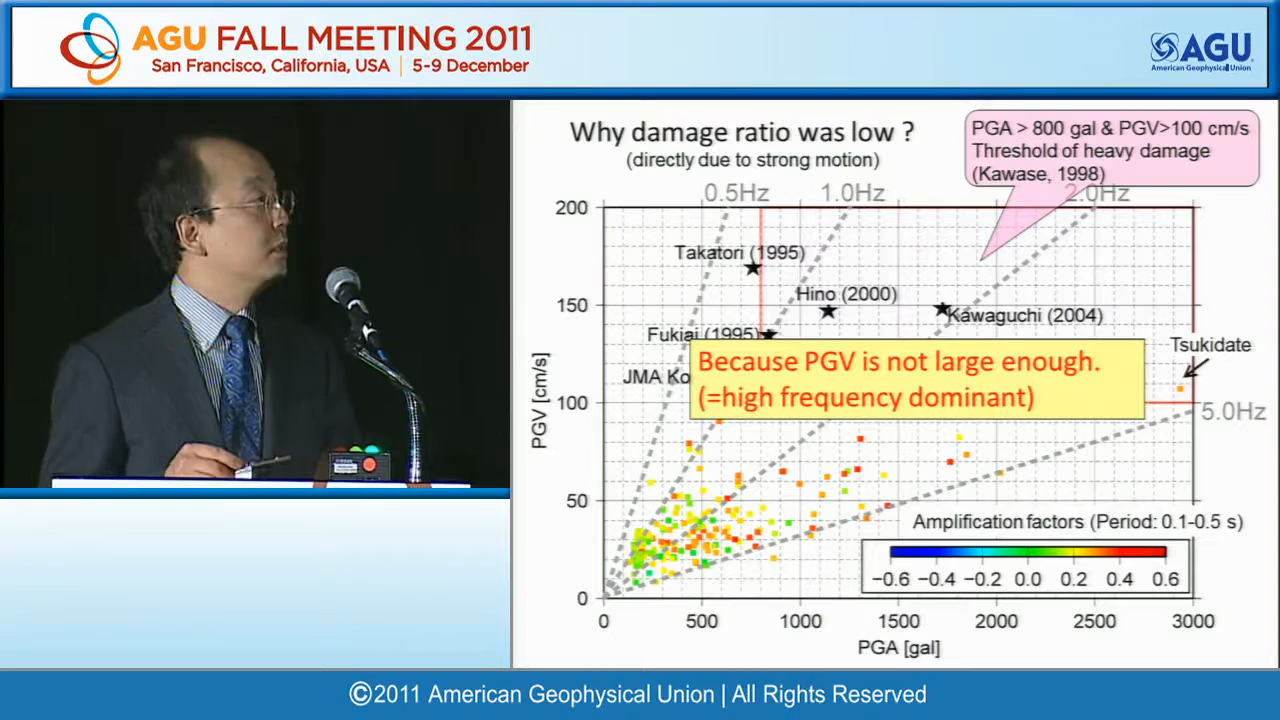 AGU FALL MEETING 2011
San Francisco, California, USA | 5-9 December
AGU
American Geophysical Union
Why damage ratio was low ?
(directly due to strong motion)
PGA > 800 gal & PGV>100 cm/s
Threshold of heavy damage
(Kawase, 1998)
0.5Hz
1.0Hz
2.0Hz
200
Takatori (1995)
Hino (2000)
150
Kawaguchi (2004)
Fukiai (1995)
Tsukidate
Because PGV is not large enough.
JMA Ko
(=high frequency dominant)
100
5.0Hz
PGV [cm/s]
50
Amplification factors (Period: 0.1-0.5 s)
−0.6 −0.4 −0.2 0.0 0.2 0.4 0.6
0
0 500 1000 1500 2000 2500 3000
PGA [gal]
©2011 American Geophysical Union | All Rights Reserved